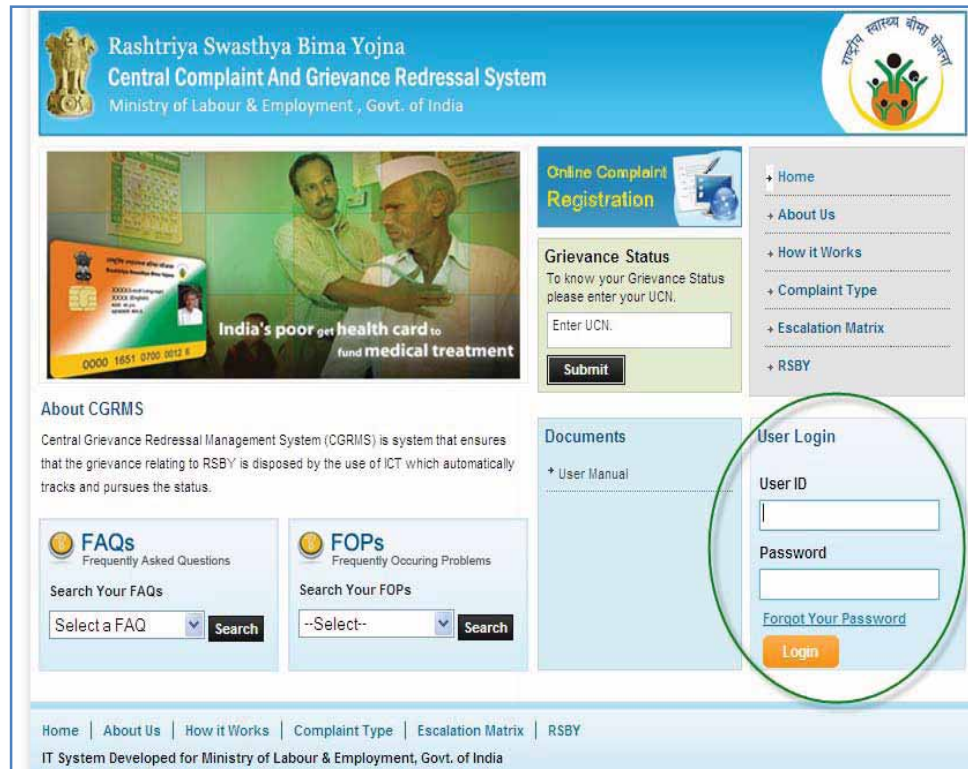 Rashtriya Swasthya Bima Yojna
Central Complaint And Grievance Redressal System
Ministry of Labour & Employment , Govt. of India
राष्ट्रीय स्वास्थ्य बीमा योजना
India's poor get health card to
fund medical treatment
0000 1651 0700 0012 6
Online Complaint
Registration
Grievance Status
To know your Grievance Status
please enter your UCN.
Enter UCN.
Submit
+ Home
+ About Us
+ How it Works
+ Complaint Type
+ Escalation Matrix
+ RSBY
About CGRMS
Central Grievance Redressal Management System (CGRMS) is system that ensures
that the grievance relating to RSBY is disposed by the use of ICT which automatically
tracks and pursues the status.
FAQs
Frequently Asked Questions
Search Your FAQs
Select a FAQ
Search
FOPs
Frequently Occuring Problems
Search Your FOPs
--Select--
Search
Documents
+ User Manual
User Login
User ID
Password
Forgot Your Password
Login
Home | About Us | How it Works | Complaint Type | Escalation Matrix | RSBY
IT System Developed for Ministry of Labour & Employment, Govt. of India